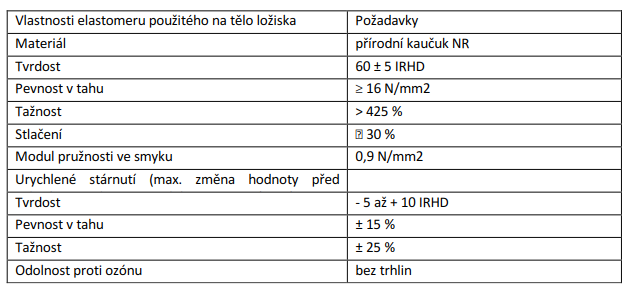 Vlastnosti elastomeru použitého na tělo ložiska Požadavky
Materiál přírodní kaučuk NR
Tvrdost 60 ± 5 IRHD
Pevnost v tahu ≥ 16 N/mm2
Tažnost > 425 %
Stlačení 30 %
Modul pružnosti ve smyku 0,9 N/mm2
Urychlené stárnutí (max. změna hodnoty před
Tvrdost - 5 až + 10 IRHD
Pevnost v tahu ± 15 %
Tažnost ± 25 %
Odolnost proti ozónu bez trhlin